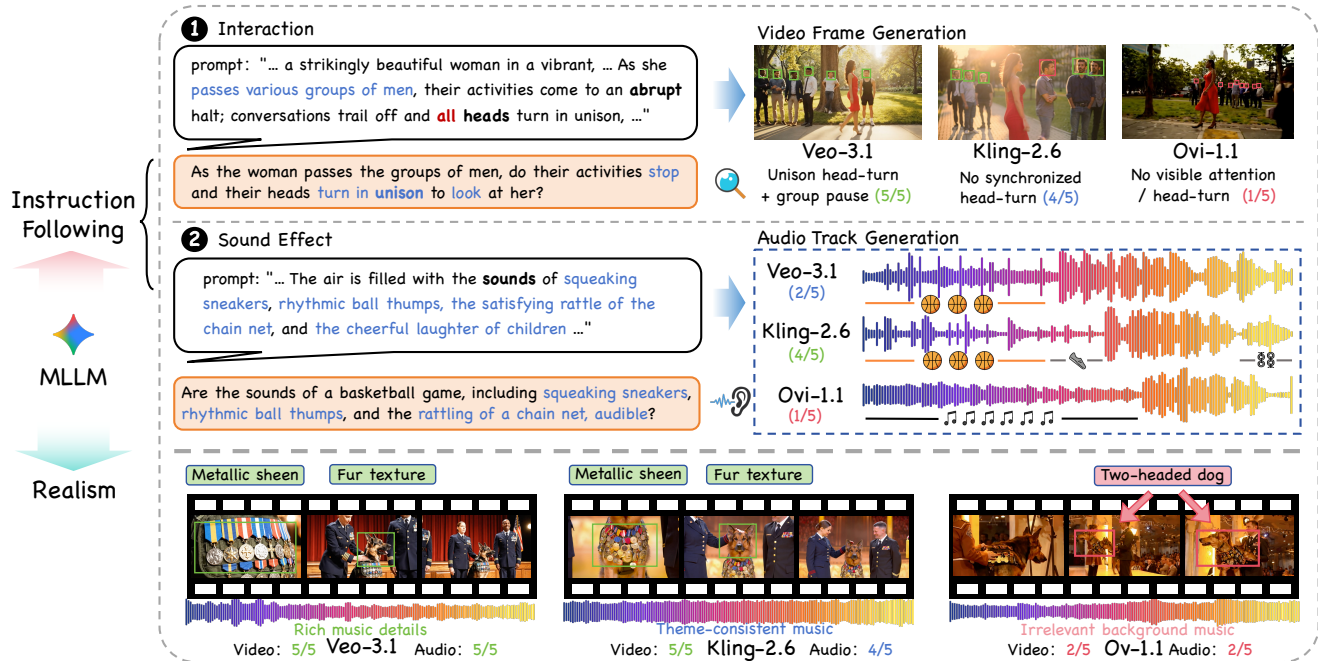 1 Interaction
prompt: "... a strikingly beautiful woman in a vibrant, ... As she
passes various groups of men, their activities come to an abrupt
halt; conversations trail off and all heads turn in unison, ..."
As the woman passes the groups of men, do their activities stop
and their heads turn in unison to look at her?
Video Frame Generation
Veo-3.1
Unison head-turn
+ group pause (5/5)
Kling-2.6
No synchronized
head-turn (4/5)
Ovi-1.1
No visible attention
/ head-turn (1/5)
Instruction
Following
MLLM
Realism
2 Sound Effect
prompt: "... The air is filled with the sounds of squeaking
sneakers, rhythmic ball thumps, the satisfying rattle of the
chain net, and the cheerful laughter of children ..."
Are the sounds of a basketball game, including squeaking sneakers,
rhythmic ball thumps, and the rattling of a chain net, audible?
Audio Track Generation
Veo-3.1
(2/5)
Kling-2.6
(4/5)
Ovi-1.1
(1/5)
Metallic sheen
Fur texture
Rich music details
Video: 5/5 Veo-3.1 Audio: 5/5
Metallic sheen
Fur texture
Theme-consistent music
Video: 5/5 Kling-2.6 Audio: 4/5
Two-headed dog
Irrelevant background music
Video: 2/5 Ov-1.1 Audio: 2/5